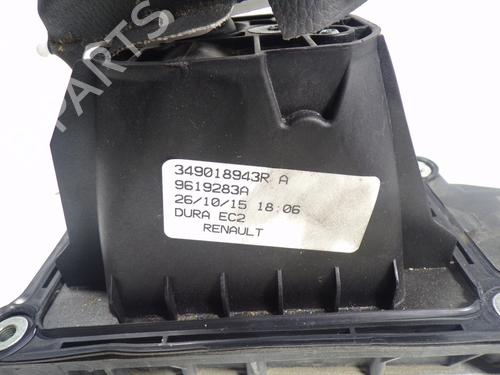 349018943R A
9619283A
26/10/15 18:06
DURA EC2
RENAULT
B-PARTS